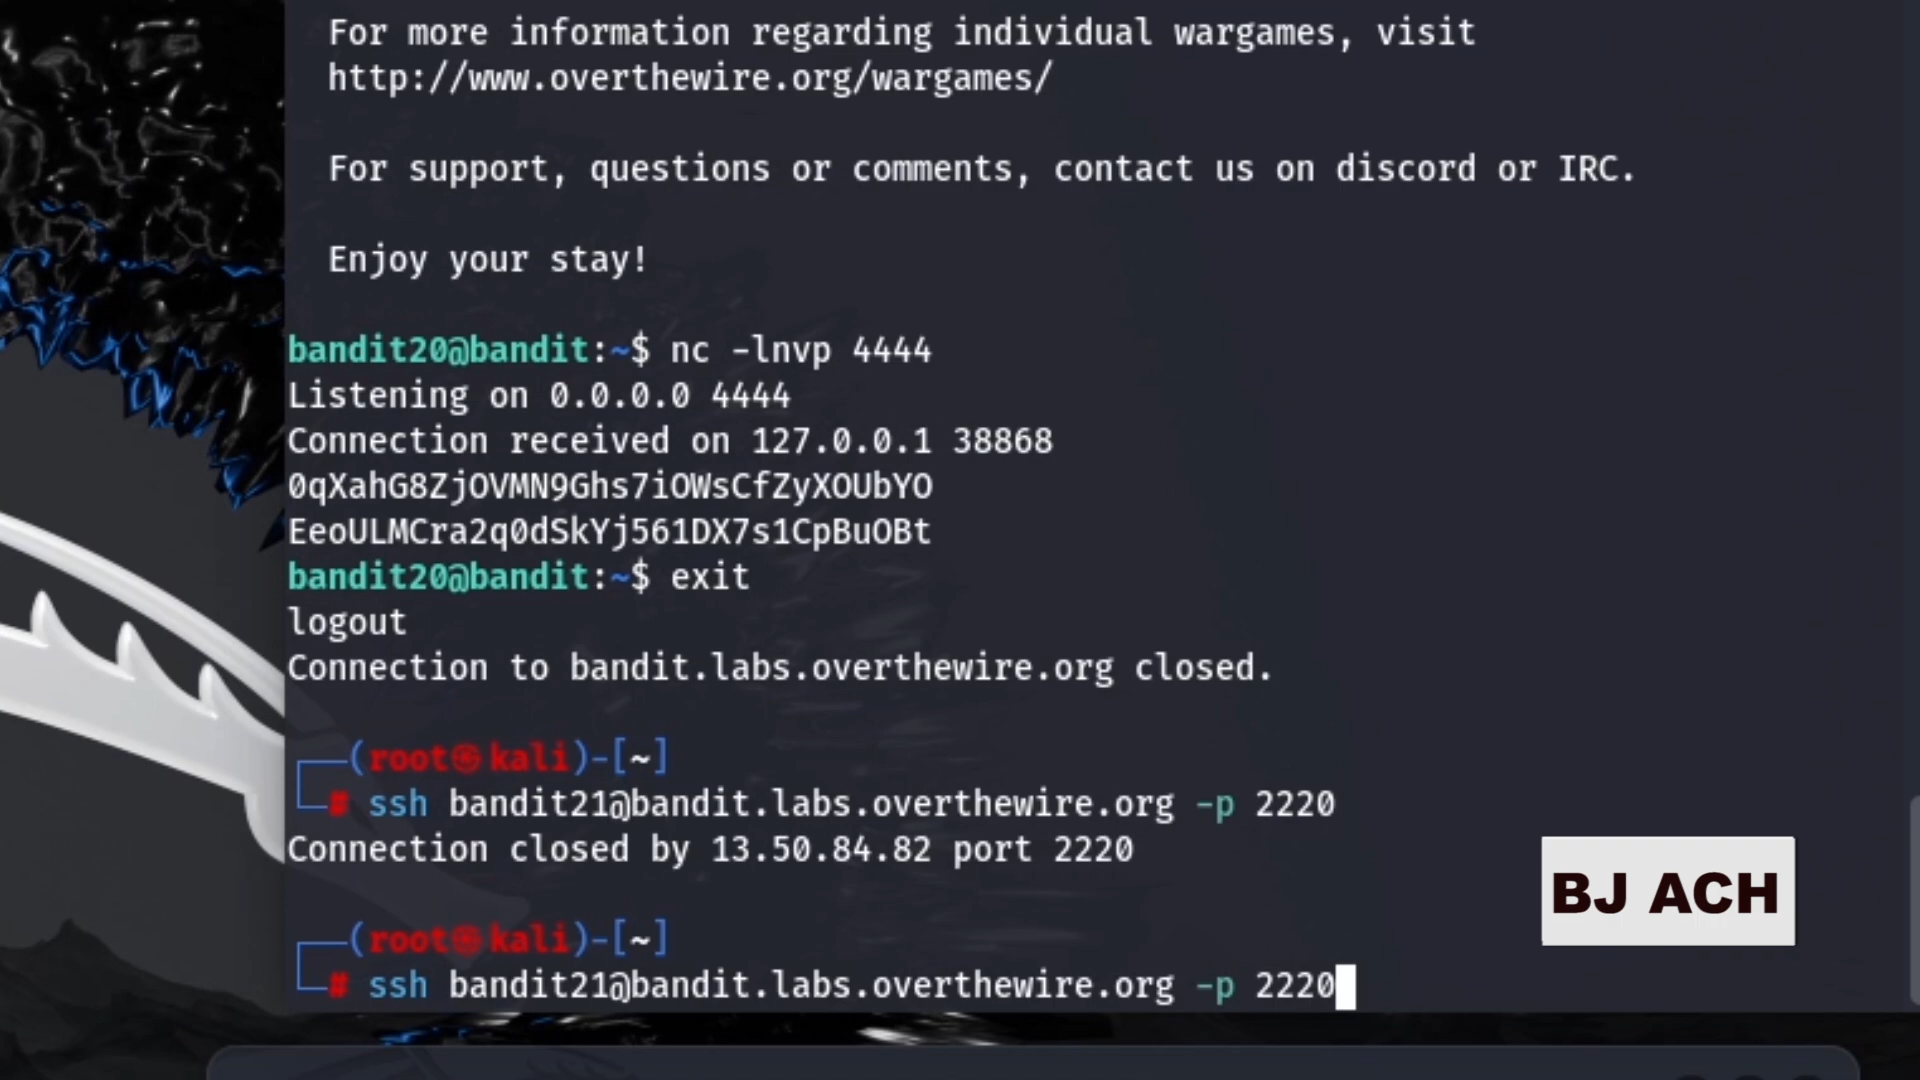 For more information regarding individual wargames, visit
http://www.overthewire.org/wargames/
For support, questions or comments, contact us on discord or IRC.
Enjoy your stay!
bandit20@bandit:~$ nc -lnvp 4444
Listening on 0.0.0.0 4444
Connection received on 127.0.0.1 38868
0qXahG8ZjOVMN9Ghs7iOWsCfZyXOUbYO
EeoULMCra2q0dSkYj561DX7s1CpBuOBt
bandit20@bandit:~$ exit
logout
Connection to bandit.labs.overthewire.org closed.
┌──(root㉿kali)-[~]
└─# ssh bandit21@bandit.labs.overthewire.org -p 2220
Connection closed by 13.50.84.82 port 2220
┌──(root㉿kali)-[~]
└─# ssh bandit21@bandit.labs.overthewire.org -p 2220
BJ ACH